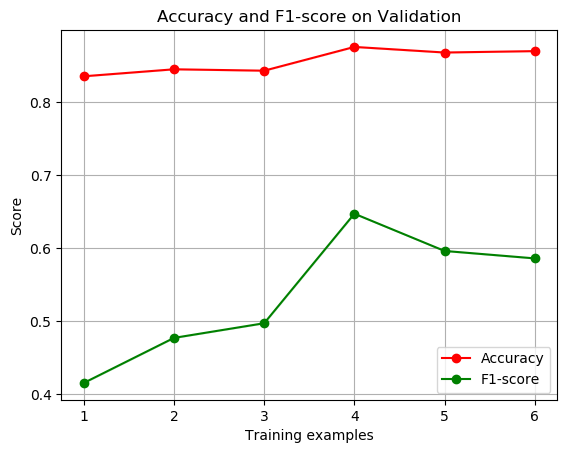 Accuracy and F1-score on Validation
Score
0.8
0.7
0.6
0.5
0.4
Accuracy
F1-score
1 2 3 4 5 6
Training examples